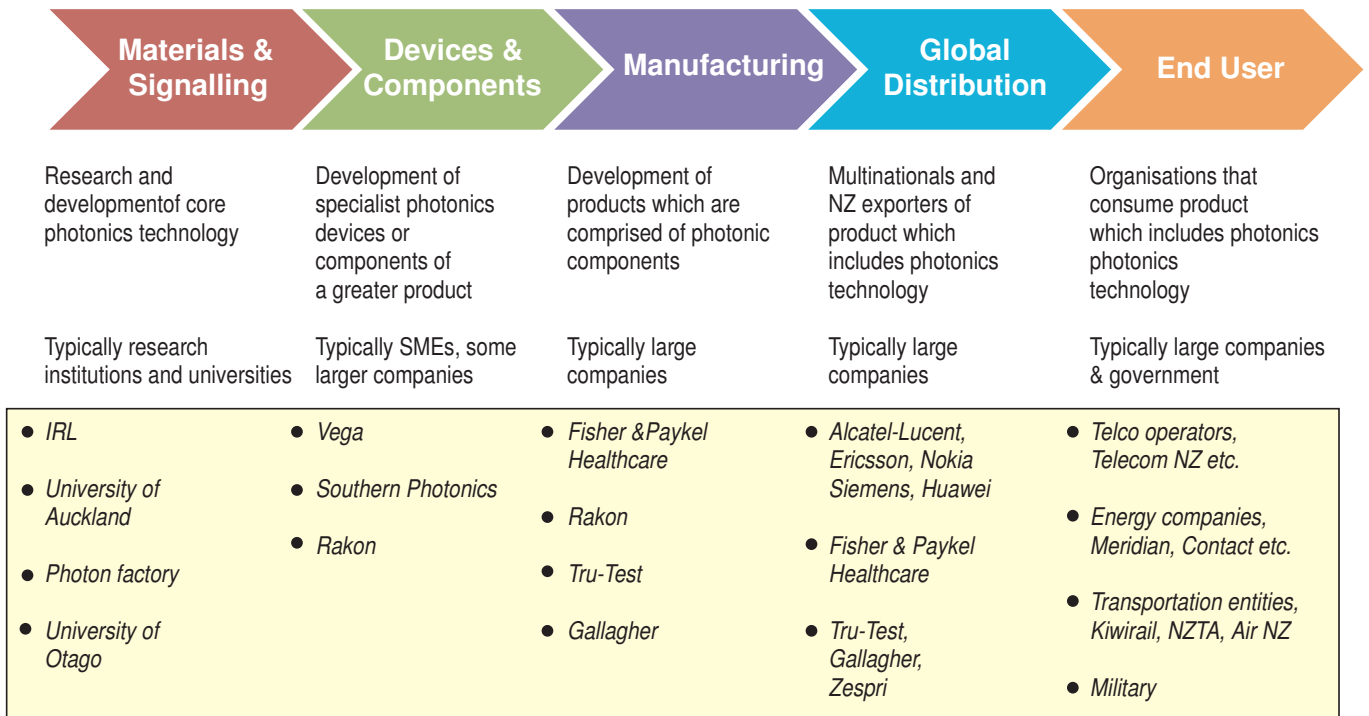 Materials &
Signalling
Devices &
Components
Manufacturing
Global
Distribution
End User
Research and
developmentof core
photonics technology
Development of
specialist photonics
devices or
components of
a greater product
Development of
products which are
comprised of photonic
components
Multinationals and
NZ exporters of
product which
includes photonics
technology
Organisations that
consume product
which includes photonics
photonics
technology
Typically research
institutions and universities
Typically SMEs, some
larger companies
Typically large
companies
Typically large
companies
Typically large companies
& government
● IRL
● University of
Auckland
● Photon factory
● University of
Otago
● Vega
● Southern Photonics
● Rakon
● Fisher &Paykel
Healthcare
● Rakon
● Tru-Test
● Gallagher
● Alcatel-Lucent,
Ericsson, Nokia
Siemens, Huawei
● Fisher & Paykel
Healthcare
● Tru-Test,
Gallagher,
Zespri
● Telco operators,
Telecom NZ etc.
● Energy companies,
Meridian, Contact etc.
● Transportation entities,
Kiwirail, NZTA, Air NZ
● Military